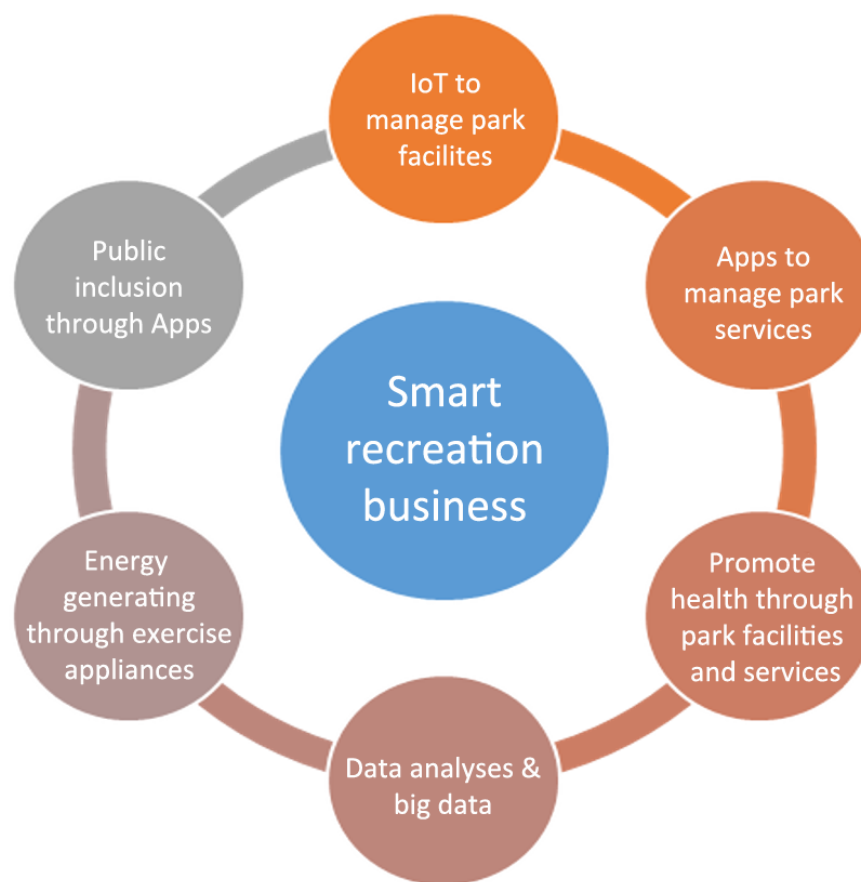 IoT to
manage park
facilites
Apps to
manage park
services
Promote
health through
park facilities
and services
Data analyses &
big data
Energy
generating
through exercise
appliances
Public
inclusion
through Apps
Smart
recreation
business